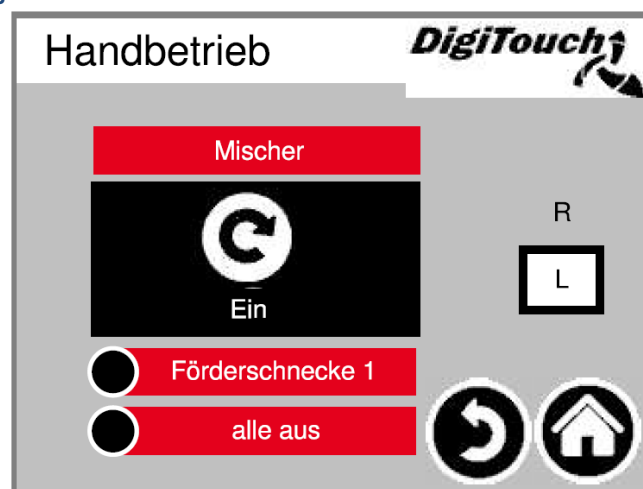 Handbetrieb
DigiTouch
Mischer
Ein
R
L
Förderschnecke 1
alle aus